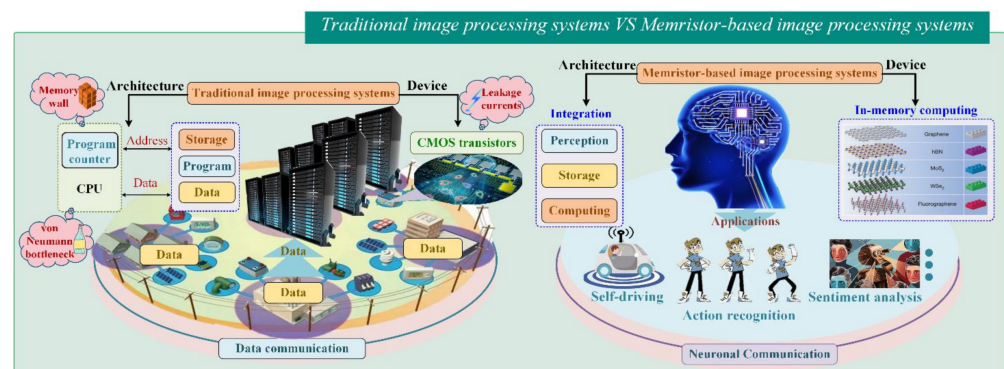 Traditional image processing systems VS Memristor-based image processing systems
Memory
wall
Architecture
Traditional image processing systems
Device
Leakage
currents
Program
counter
CPU
Address
Data
Storage
Program
Data
CMOS transistors
von
Neumann
bottleneck
Data
Data
Data
Data
Data communication
Architecture
Memristor-based image processing systems
Device
Integration
Perception
Storage
Computing
In-memory computing
Graphene
hBN
MoS₂
WSe₂
Fluorographene
Applications
Self-driving
Action recognition
Sentiment analysis
Neuronal Communication